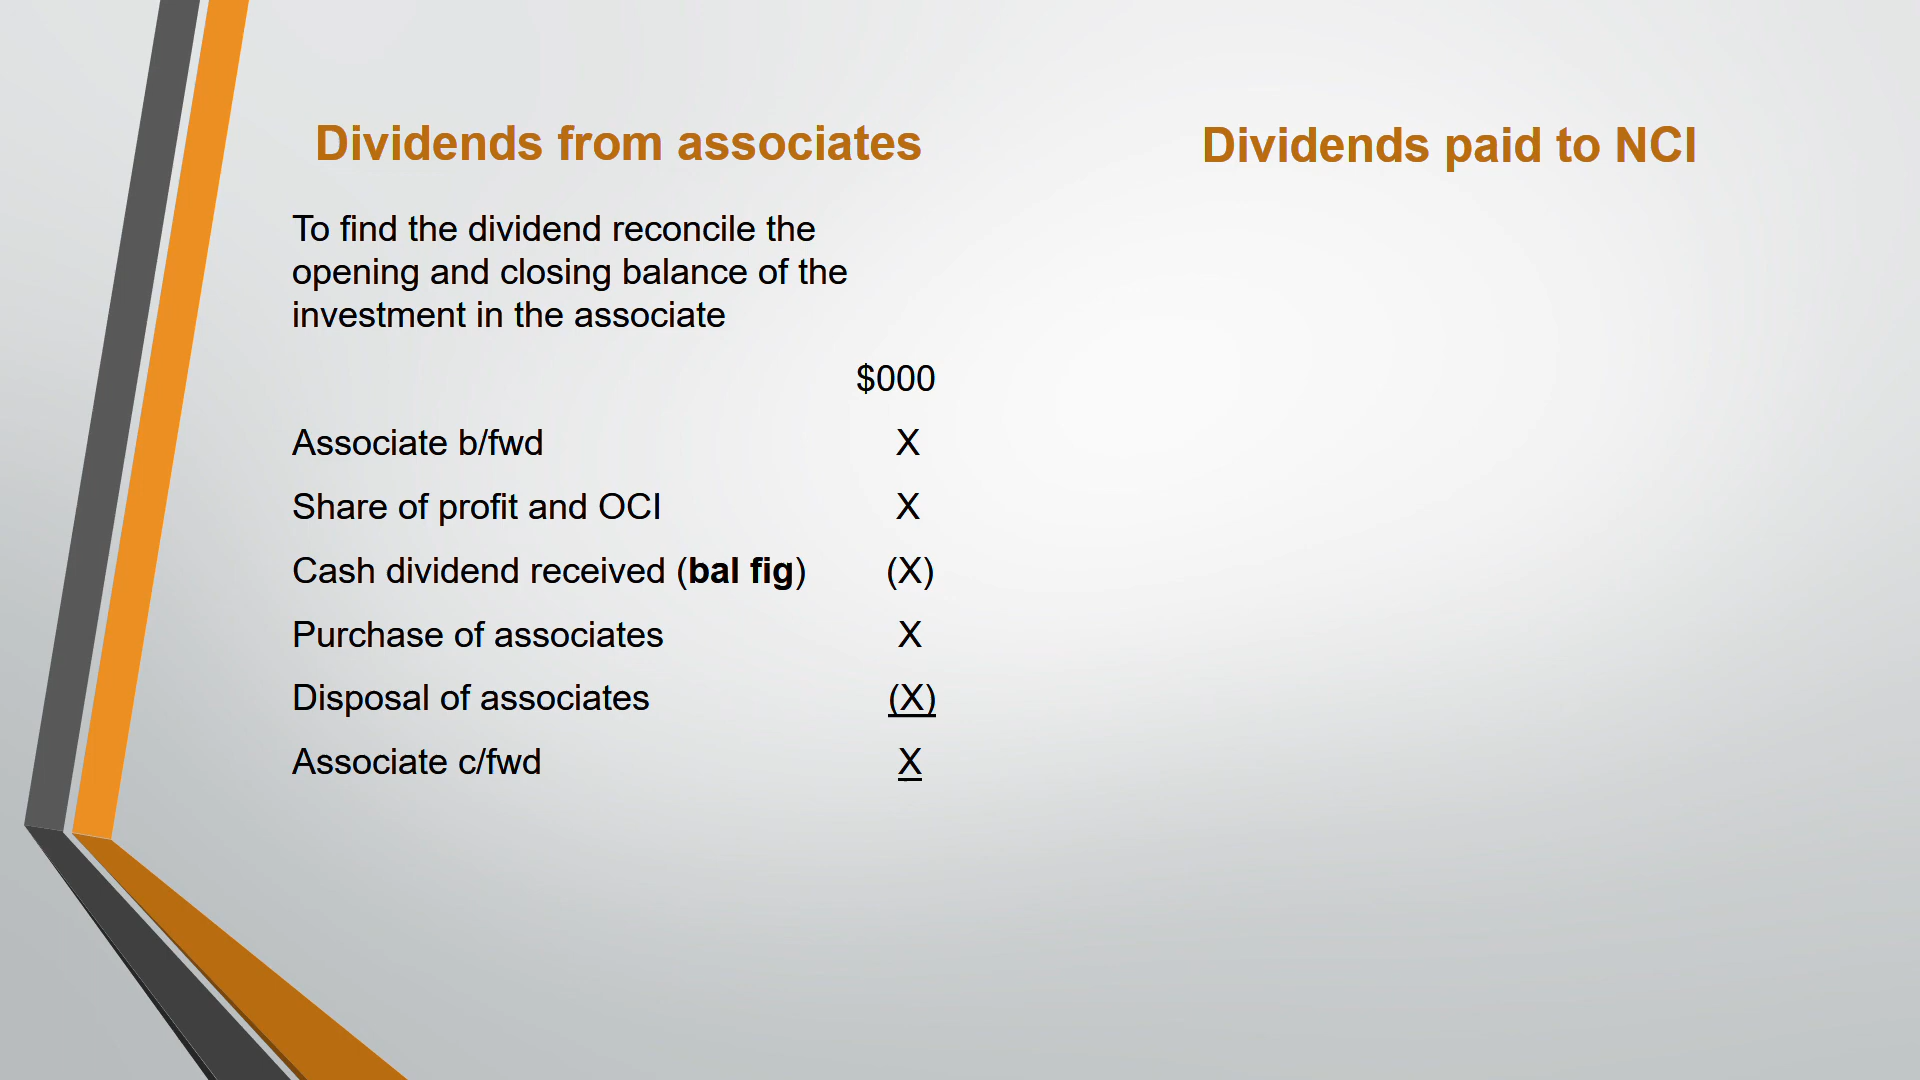 Dividends from associates
To find the dividend reconcile the
opening and closing balance of the
investment in the associate
$000
Associate b/fwd X
Share of profit and OCI X
Cash dividend received (bal fig) (X)
Purchase of associates X
Disposal of associates (X)
Associate c/fwd X
Dividends paid to NCI